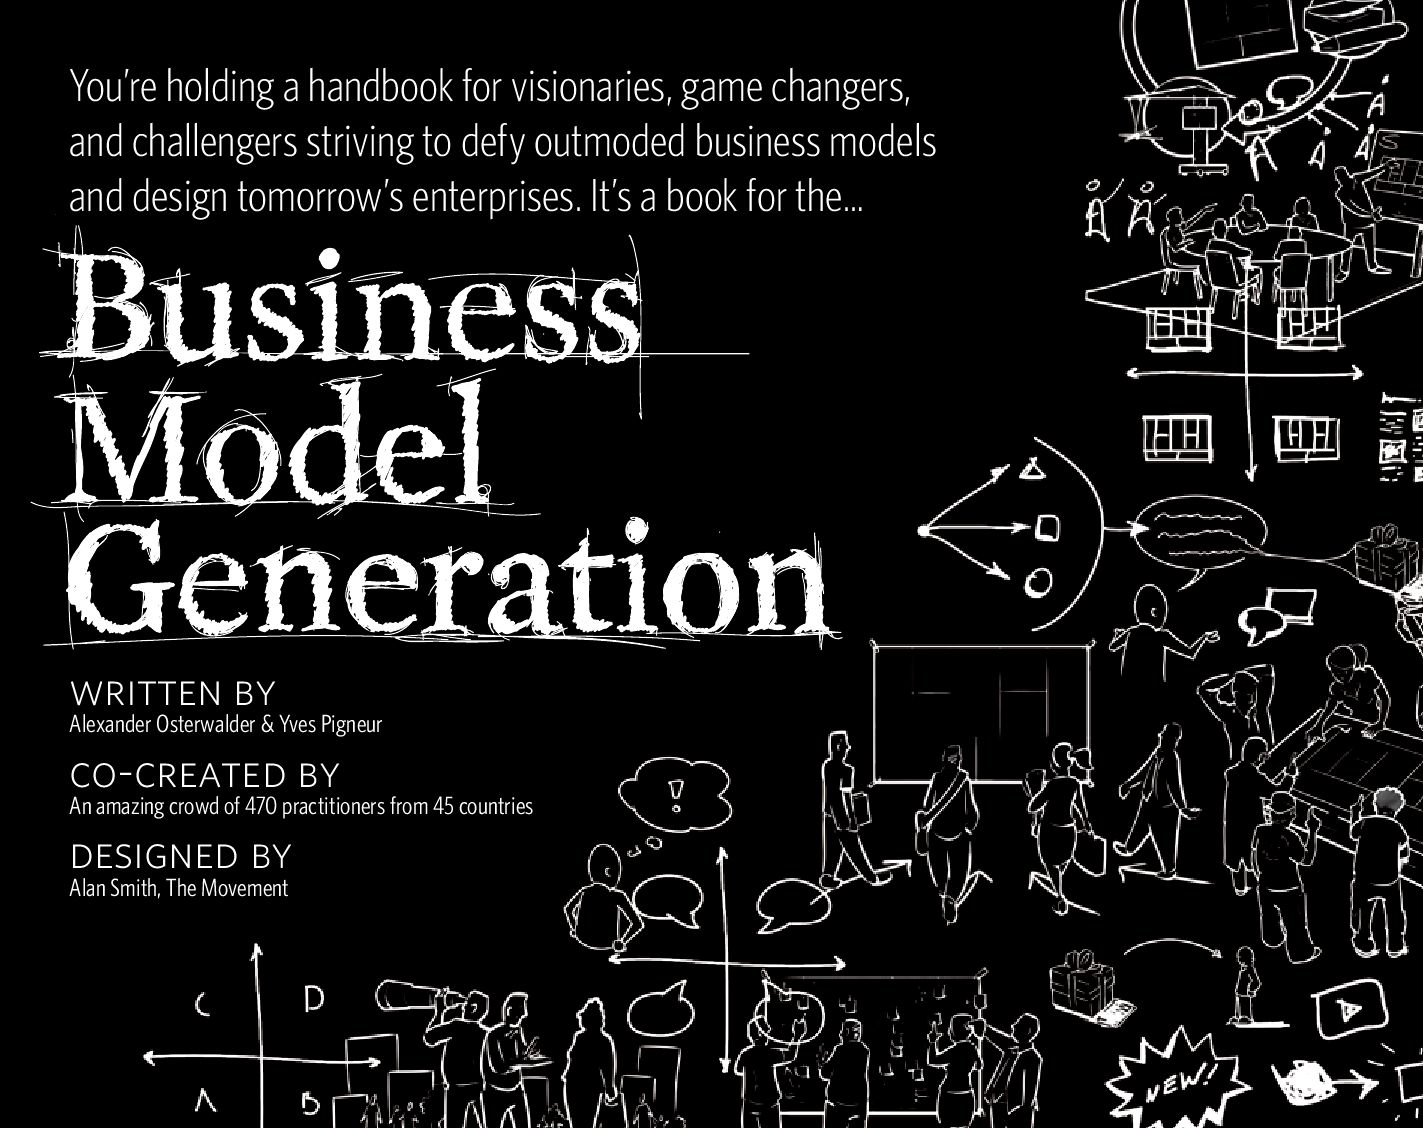 You're holding a handbook for visionaries, game changers,
and challengers striving to defy outmoded business models
and design tomorrow's enterprises. It's a book for the...
Business
Model
Generation
WRITTEN BY
Alexander Osterwalder & Yves Pigneur
CO-CREATED BY
An amazing crowd of 470 practitioners from 45 countries
DESIGNED BY
Alan Smith, The Movement
!
C D
A B
NEW!